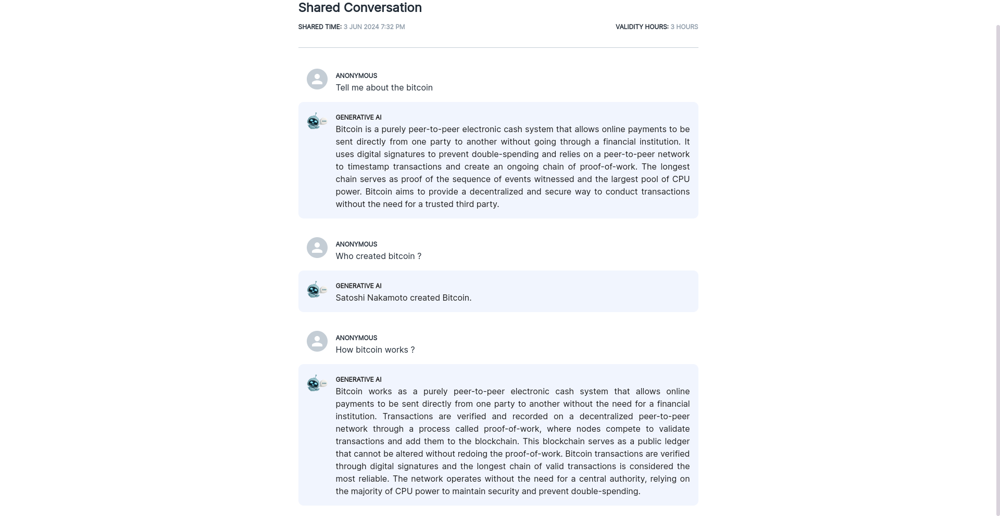 Shared Conversation
SHARED TIME: 3 JUN 2024 7:32 PM
VALIDITY HOURS: 3 HOURS
ANONYMOUS
Tell me about the bitcoin
GENERATIVE AI
Bitcoin is a purely peer-to-peer electronic cash system that allows online payments to be
sent directly from one party to another without going through a financial institution. It
uses digital signatures to prevent double-spending and relies on a peer-to-peer network
to timestamp transactions and create an ongoing chain of proof-of-work. The longest
chain serves as proof of the sequence of events witnessed and the largest pool of CPU
power. Bitcoin aims to provide a decentralized and secure way to conduct transactions
without the need for a trusted third party.
ANONYMOUS
Who created bitcoin ?
GENERATIVE AI
Satoshi Nakamoto created Bitcoin.
ANONYMOUS
How bitcoin works ?
GENERATIVE AI
Bitcoin works as a purely peer-to-peer electronic cash system that allows online
payments to be sent directly from one party to another without the need for a financial
institution. Transactions are verified and recorded on a decentralized peer-to-peer
network through a process called proof-of-work, where nodes compete to validate
transactions and add them to the blockchain. This blockchain serves as a public ledger
that cannot be altered without redoing the proof-of-work. Bitcoin transactions are verified
through digital signatures and the longest chain of valid transactions is considered the
most reliable. The network operates without the need for a central authority, relying on
the majority of CPU power to maintain security and prevent double-spending.